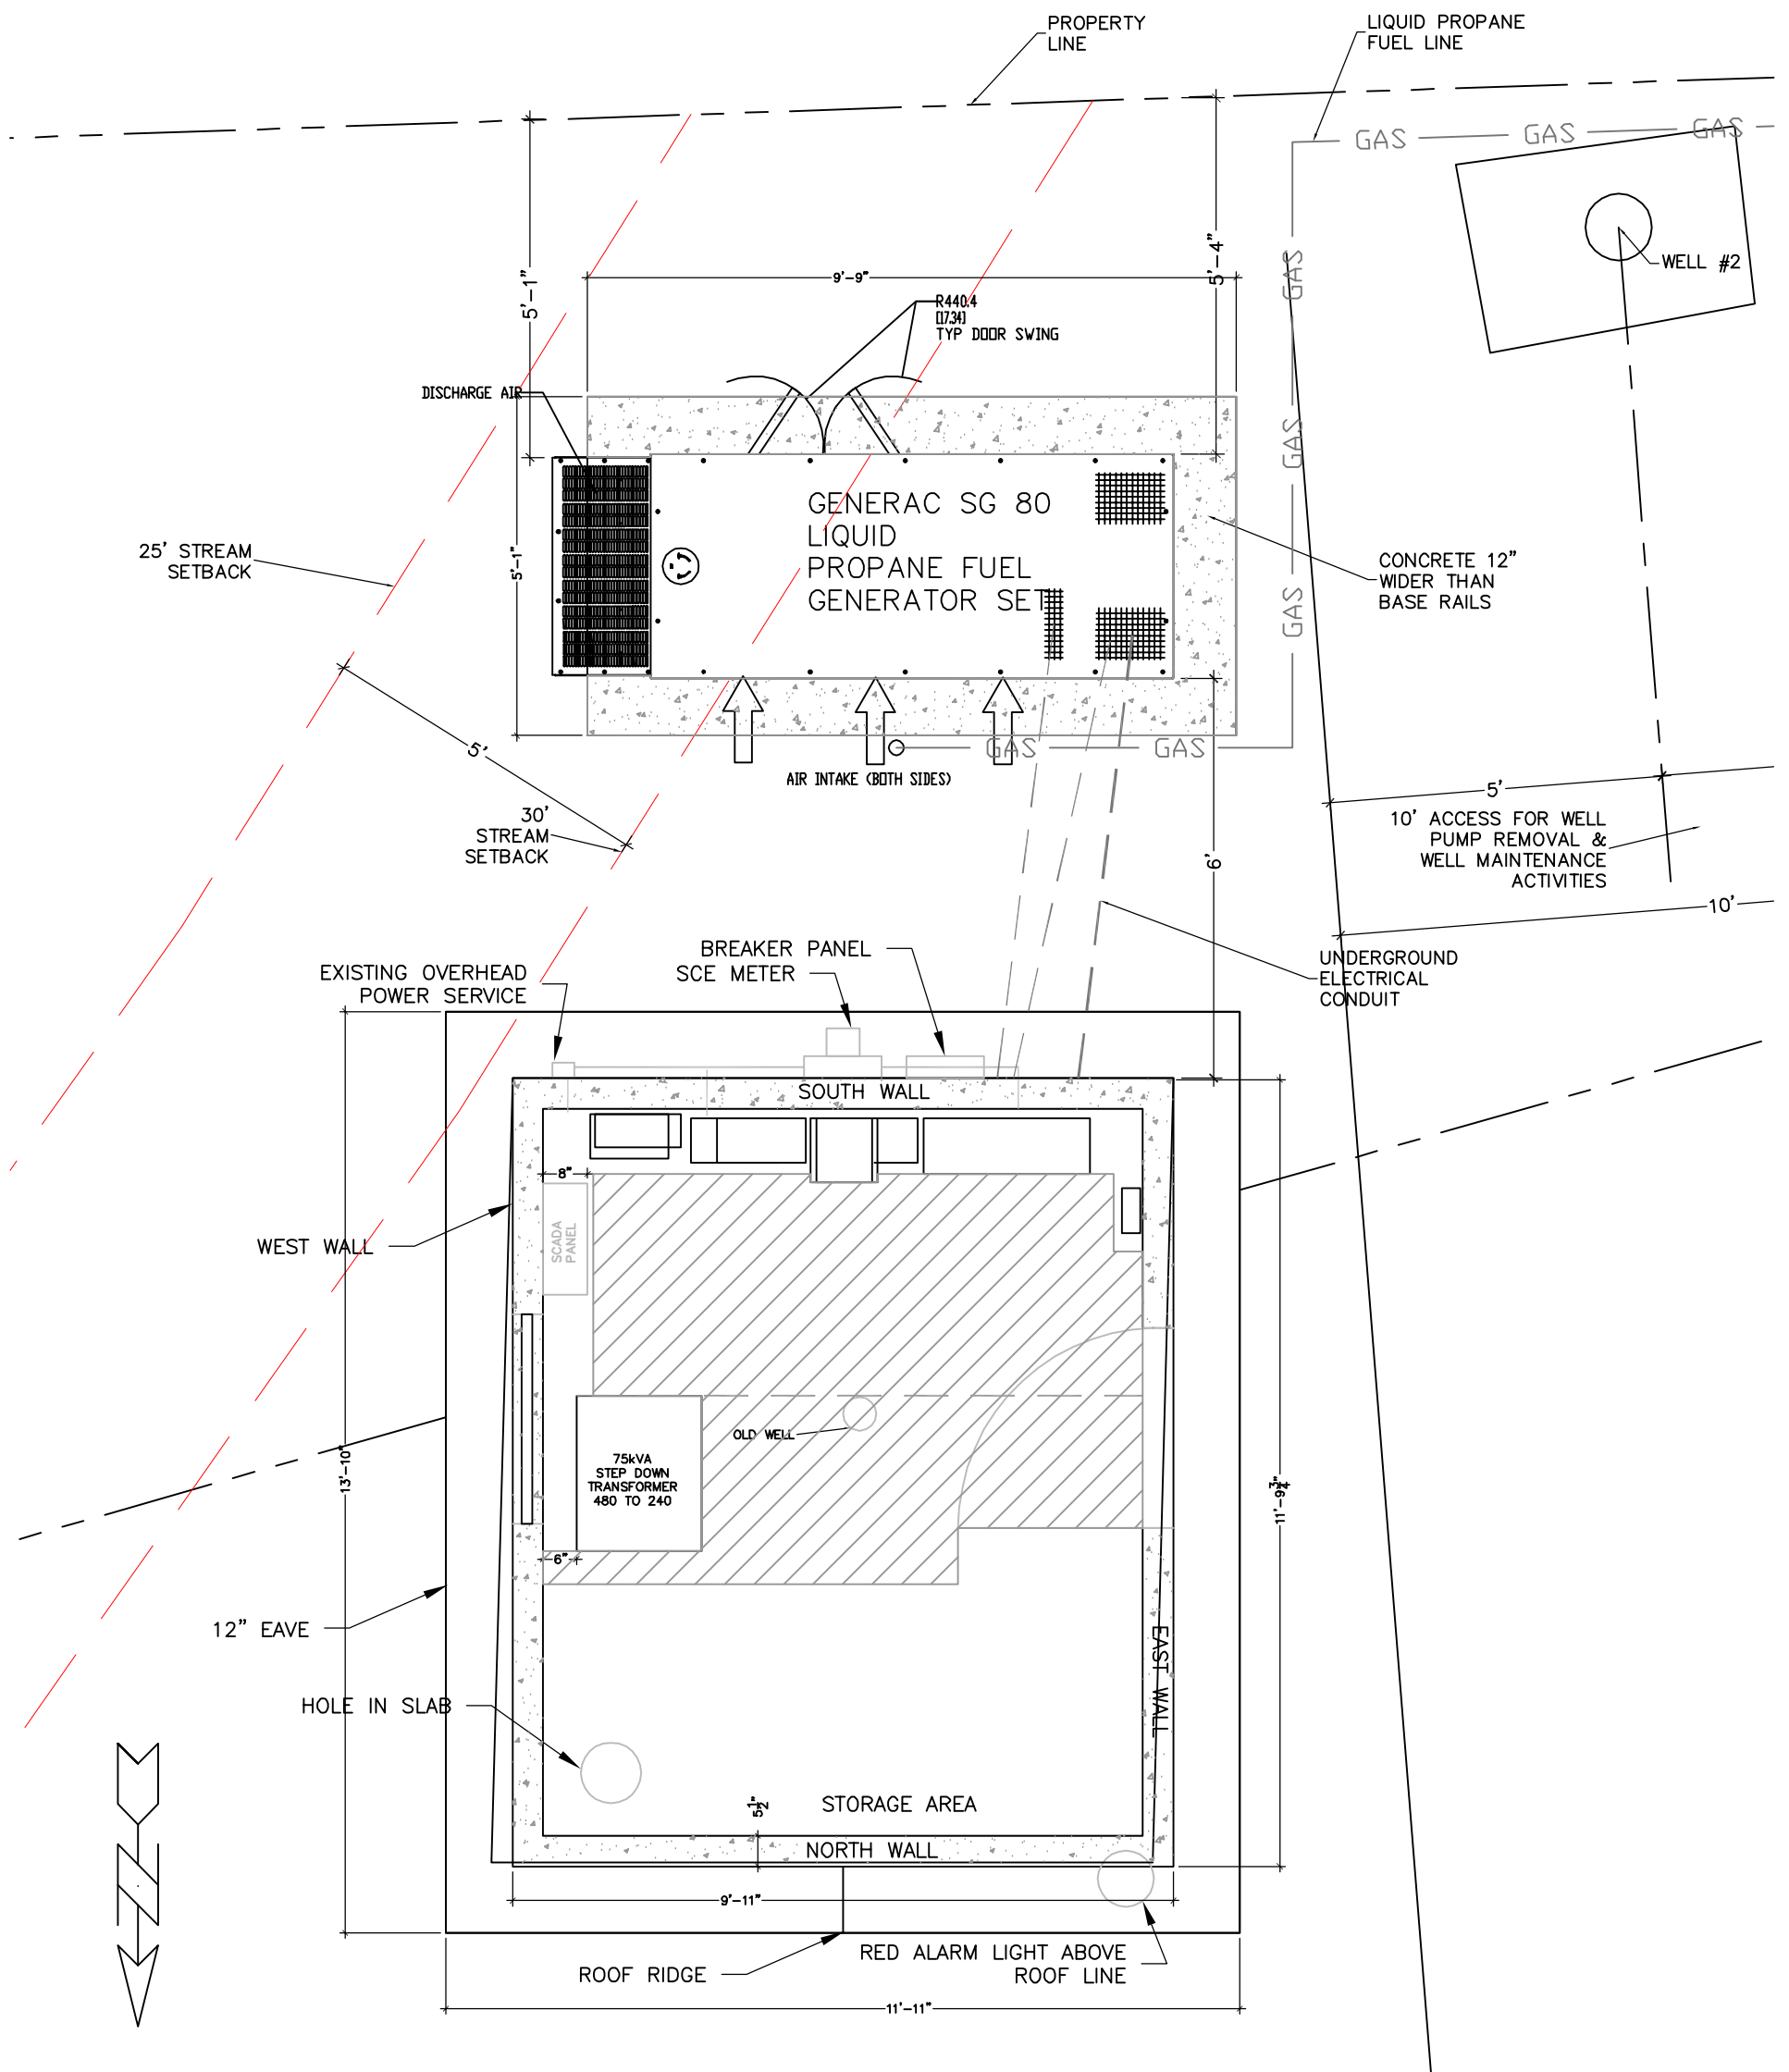 PROPERTY
LINE
LIQUID PROPANE
FUEL LINE
GAS
GAS
GAS
WELL #2
5'-1"
9'-9"
5'-4"
GAS
R440.4
[17.34]
TYP DOOR SWING
DISCHARGE AIR
GAS
GENERAC SG 80
LIQUID
PROPANE FUEL
GENERATOR SET
25' STREAM
SETBACK
5'-1"
CONCRETE 12"
WIDER THAN
BASE RAILS
GAS
5'
GAS
GAS
AIR INTAKE (BOTH SIDES)
30'
STREAM
SETBACK
6'
5'
10' ACCESS FOR WELL
PUMP REMOVAL &
WELL MAINTENANCE
ACTIVITIES
10'
EXISTING OVERHEAD
POWER SERVICE
BREAKER PANEL
SCE METER
UNDERGROUND
ELECTRICAL
CONDUIT
SOUTH WALL
8"
SCADA
PANEL
WEST WALL
OLD WELL
75kVA
STEP DOWN
TRANSFORMER
480 TO 240
13'-10"
11'-9¾"
6"
12" EAVE
EAST WALL
HOLE IN SLAB
5½"
STORAGE AREA
NORTH WALL
9'-11"
RED ALARM LIGHT ABOVE
ROOF LINE
ROOF RIDGE
11'-11"
N